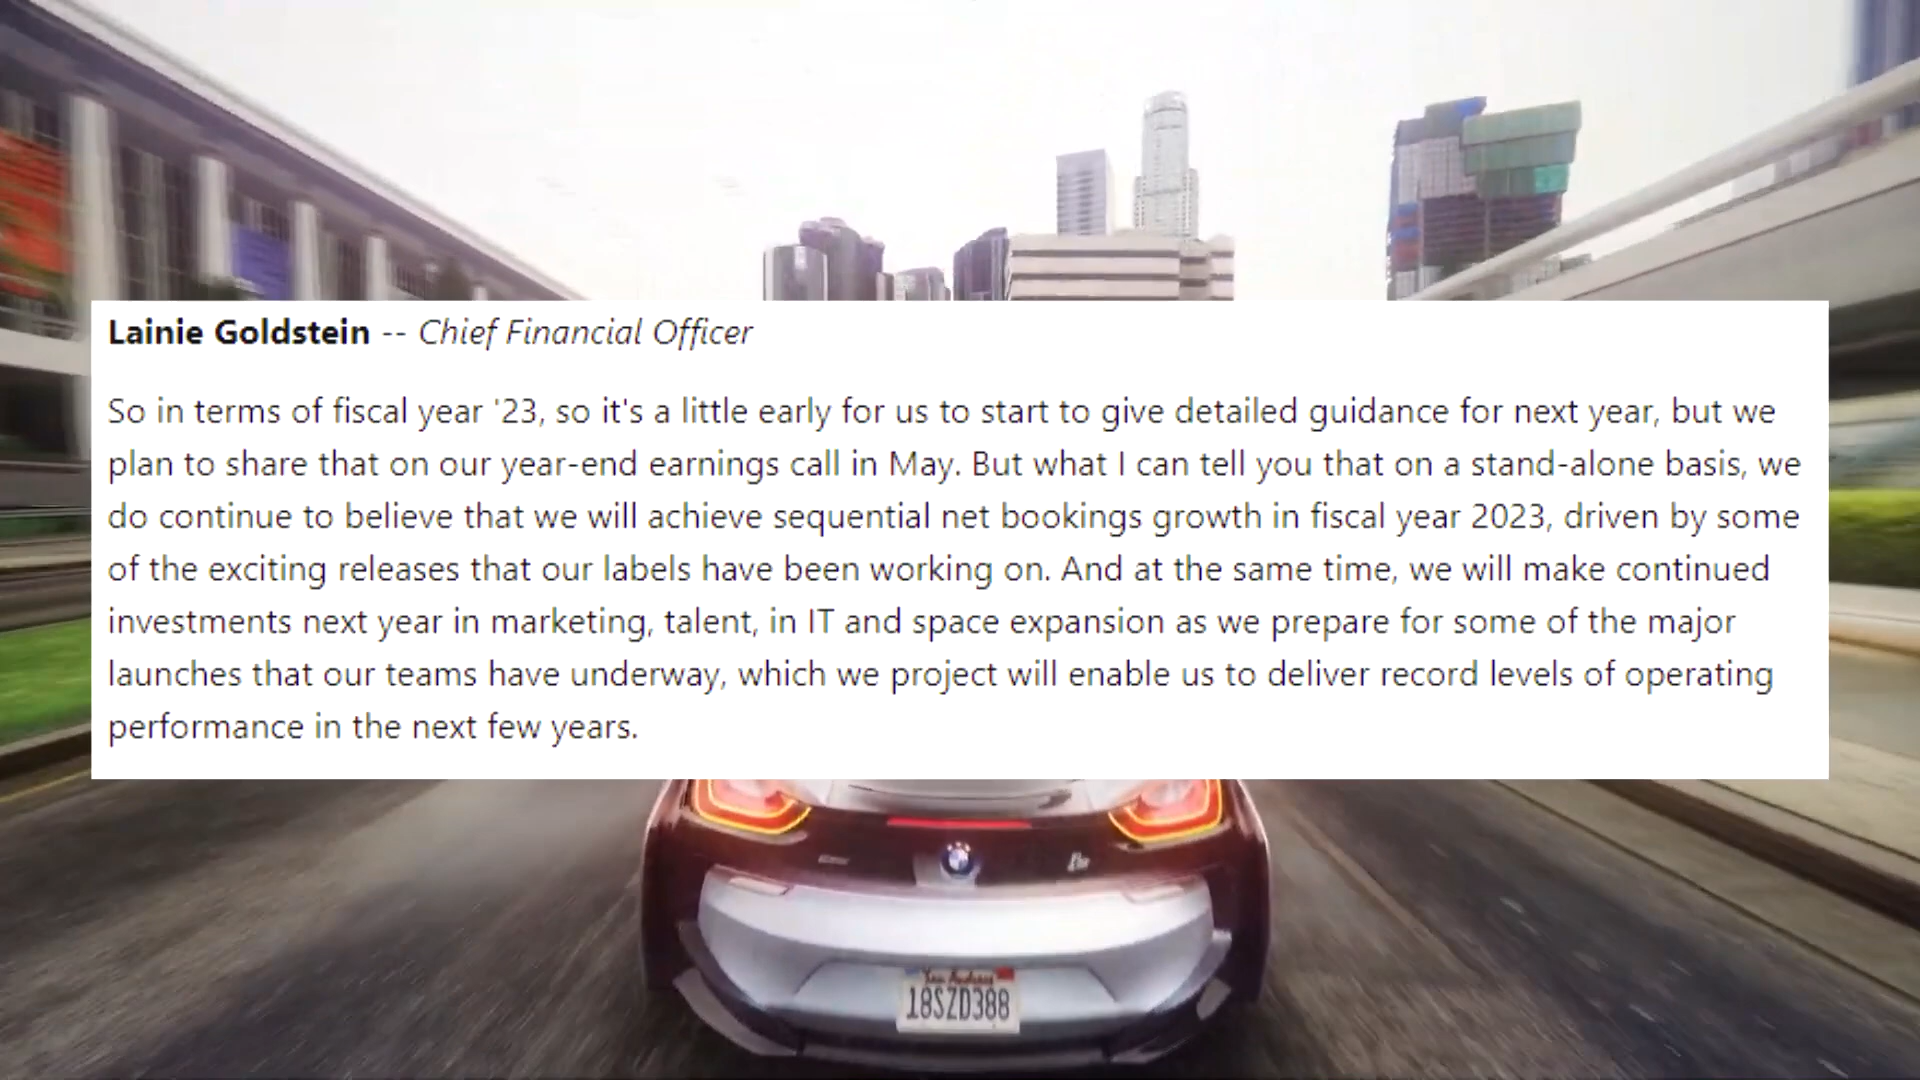 Lainie Goldstein -- Chief Financial Officer
So in terms of fiscal year '23, so it's a little early for us to start to give detailed guidance for next year, but we
plan to share that on our year-end earnings call in May. But what I can tell you that on a stand-alone basis, we
do continue to believe that we will achieve sequential net bookings growth in fiscal year 2023, driven by some
of the exciting releases that our labels have been working on. And at the same time, we will make continued
investments next year in marketing, talent, in IT and space expansion as we prepare for some of the major
launches that our teams have underway, which we project will enable us to deliver record levels of operating
performance in the next few years.
San Andreas
18SZD388